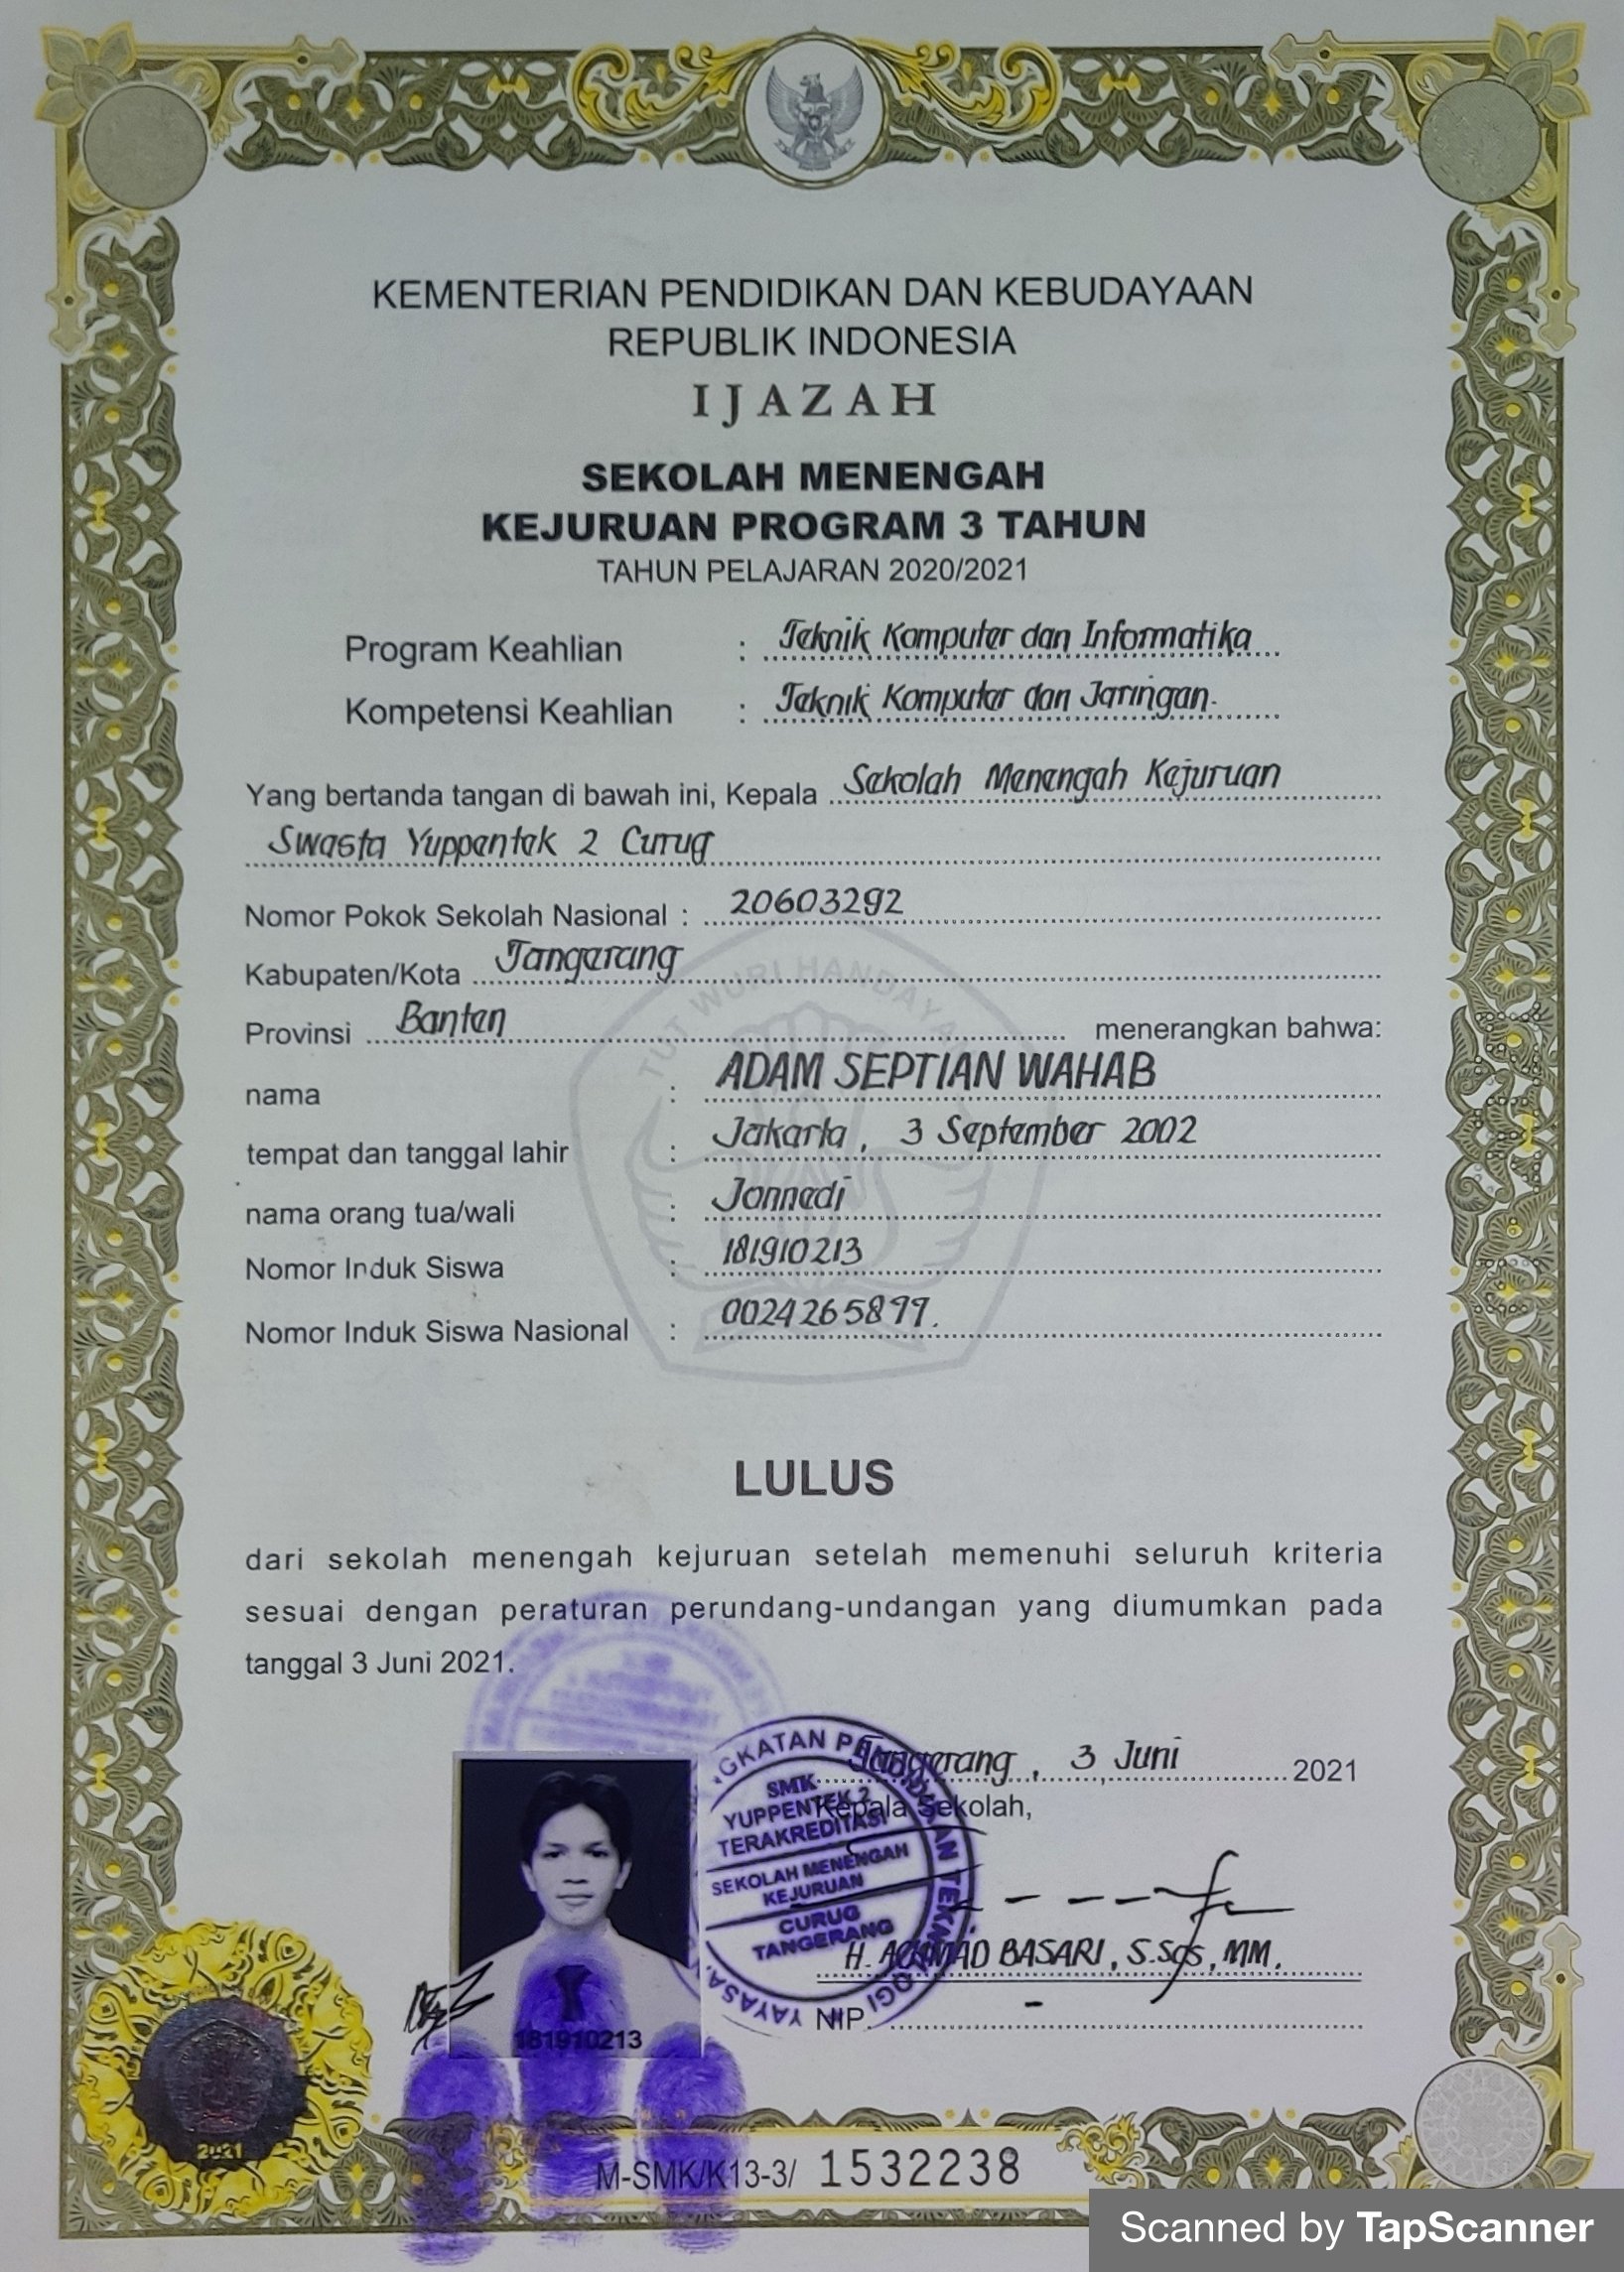 KEMENTERIAN PENDIDIKAN DAN KEBUDAYAAN
REPUBLIK INDONESIA
IJAZAH
SEKOLAH MENENGAH
KEJURUAN PROGRAM 3 TAHUN
TAHUN PELAJARAN 2020/2021
Program Keahlian : Teknik Komputer dan Informatika
Kompetensi Keahlian : Teknik Komputer dan Jaringan.
Yang bertanda tangan di bawah ini, Kepala Sekolah Menengah Kejuruan
Swasta Yuppentek 2 Curug
Nomor Pokok Sekolah Nasional : 20603292
Kabupaten/Kota Tangerang
Provinsi Banten menerangkan bahwa:
TUT WURI HANDAYANI
nama : ADAM SEPTIAN WAHAB
tempat dan tanggal lahir : Jakarta, 3 September 2002
nama orang tua/wali : Jonnedi
Nomor Induk Siswa : 181910213
Nomor Induk Siswa Nasional : 0024265899.
LULUS
dari sekolah menengah kejuruan setelah memenuhi seluruh kriteria
sesuai dengan peraturan perundang-undangan yang diumumkan pada
tanggal 3 Juni 2021.
Tangerang, 3 Juni 2021
Kepala Sekolah,
SMK
YUPPENTEK 2
TERAKREDITASI
SEKOLAH MENENGAH
KEJURUAN
CURUG
TANGERANG
H. ACHMAD BASARI, S.Sos, MM.
NIP. -
181910213
2021
M-SMK/K13-3/ 1532238
Scanned by TapScanner